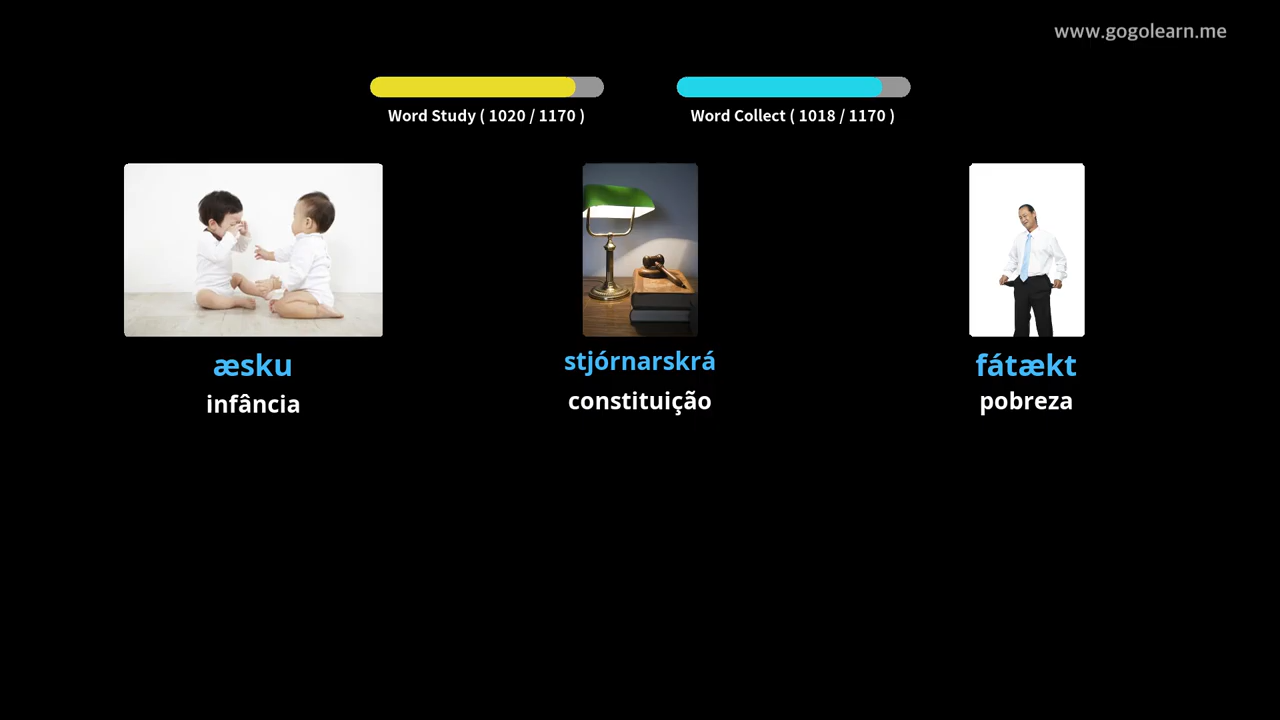 www.gogolearn.me
Word Study ( 1020 / 1170 )
Word Collect ( 1018 / 1170 )
æsku
infância
stjórnarskrá
constituição
fátækt
pobreza